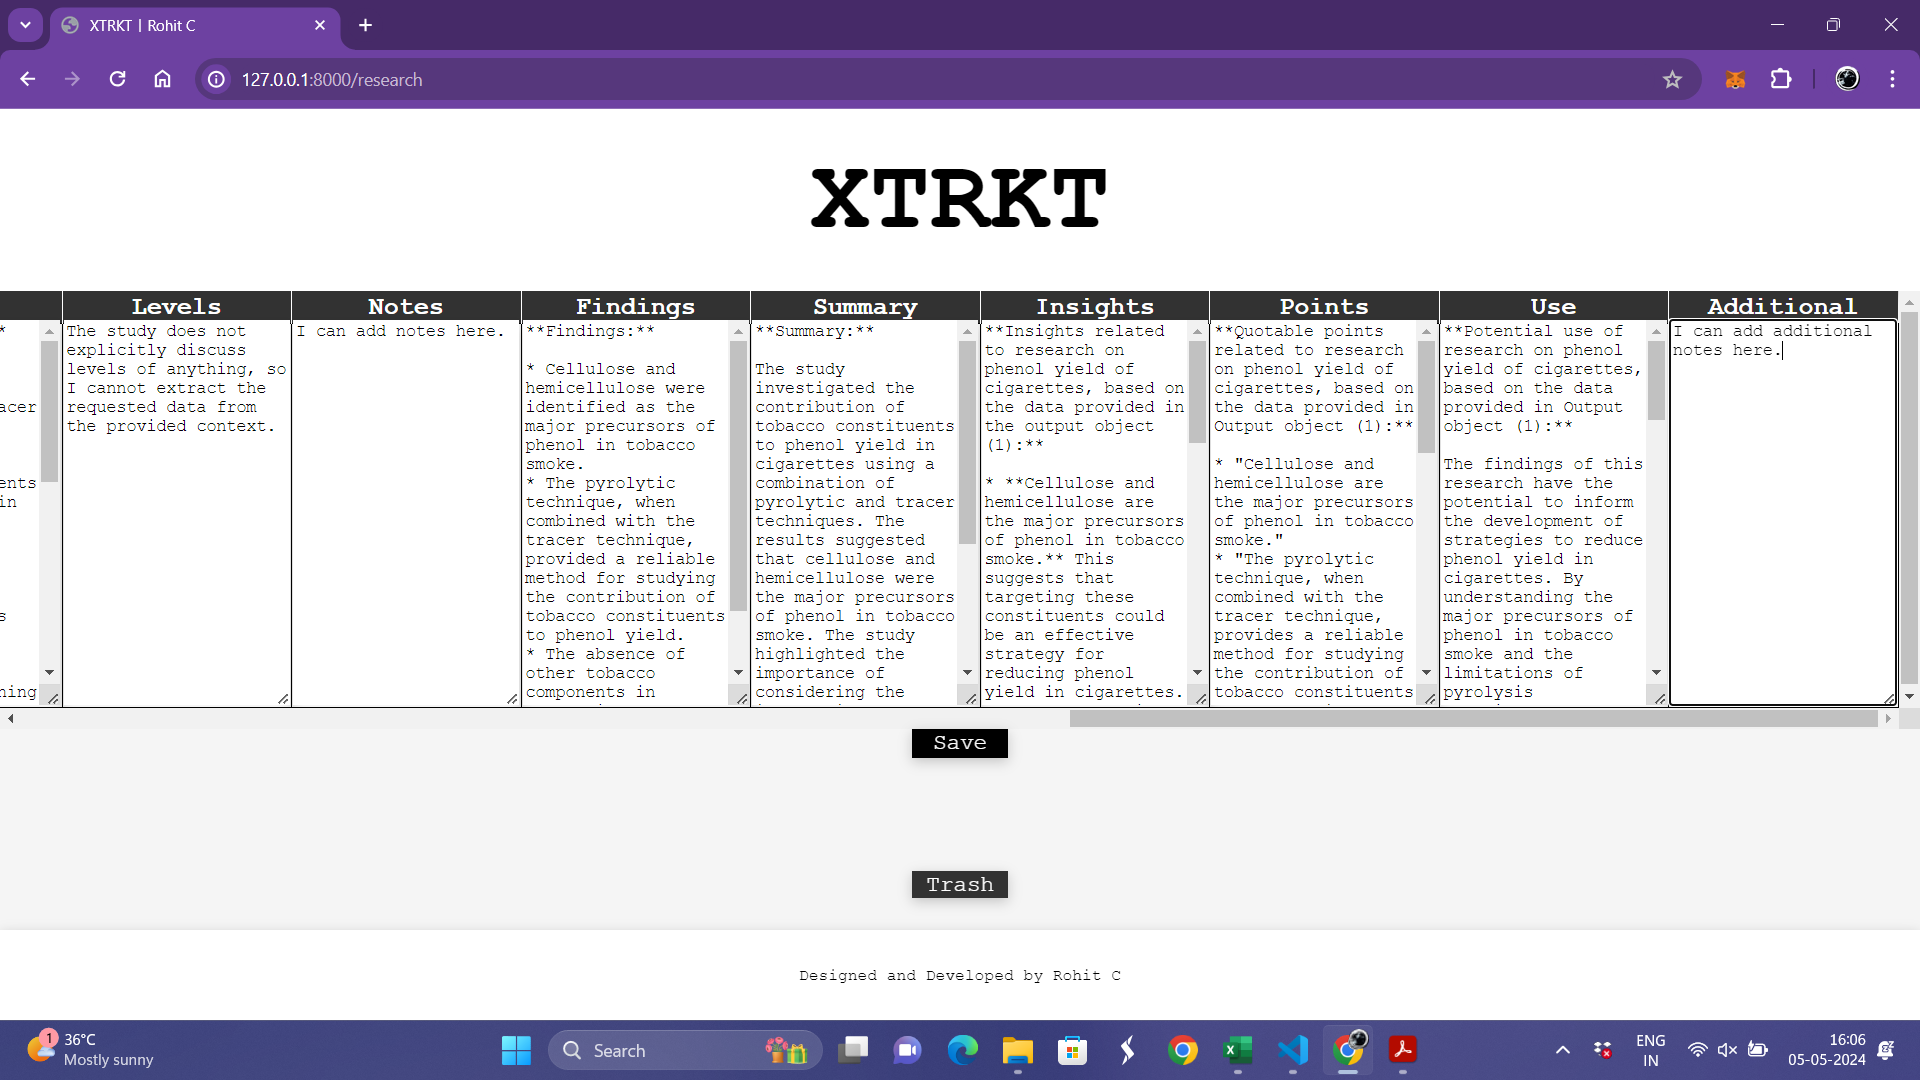 XTRKT | Rohit C
127.0.0.1:8000/research
XTRKT
Levels
Notes
Findings
Summary
Insights
Points
Use
Additional
*
acer
ents
in
s
ning
The study does not
explicitly discuss
levels of anything, so
I cannot extract the
requested data from
the provided context.
I can add notes here.
**Findings:**
* Cellulose and
hemicellulose were
identified as the
major precursors of
phenol in tobacco
smoke.
* The pyrolytic
technique, when
combined with the
tracer technique,
provided a reliable
method for studying
the contribution of
tobacco constituents
to phenol yield.
* The absence of
other tobacco
components in
**Summary:**
The study
investigated the
contribution of
tobacco constituents
to phenol yield in
cigarettes using a
combination of
pyrolytic and tracer
techniques. The
results suggested
that cellulose and
hemicellulose were
the major precursors
of phenol in tobacco
smoke. The study
highlighted the
importance of
considering the
**Insights related
to research on
phenol yield of
cigarettes, based on
the data provided in
the output object
(1):**
* **Cellulose and
hemicellulose are
the major precursors
of phenol in tobacco
smoke.** This
suggests that
targeting these
constituents could
be an effective
strategy for
reducing phenol
yield in cigarettes.
**Quotable points
related to research
on phenol yield of
cigarettes, based on
the data provided in
Output object (1):**
* "Cellulose and
hemicellulose are
the major precursors
of phenol in tobacco
smoke."
* "The pyrolytic
technique, when
combined with the
tracer technique,
provides a reliable
method for studying
the contribution of
tobacco constituents
**Potential use of
research on phenol
yield of cigarettes,
based on the data
provided in Output
object (1):**
The findings of this
research have the
potential to inform
the development of
strategies to reduce
phenol yield in
cigarettes. By
understanding the
major precursors of
phenol in tobacco
smoke and the
limitations of
pyrolysis
I can add additional
notes here.
Save
Trash
Designed and Developed by Rohit C
1
36°C
Mostly sunny
Search
ENG
IN
16:06
05-05-2024